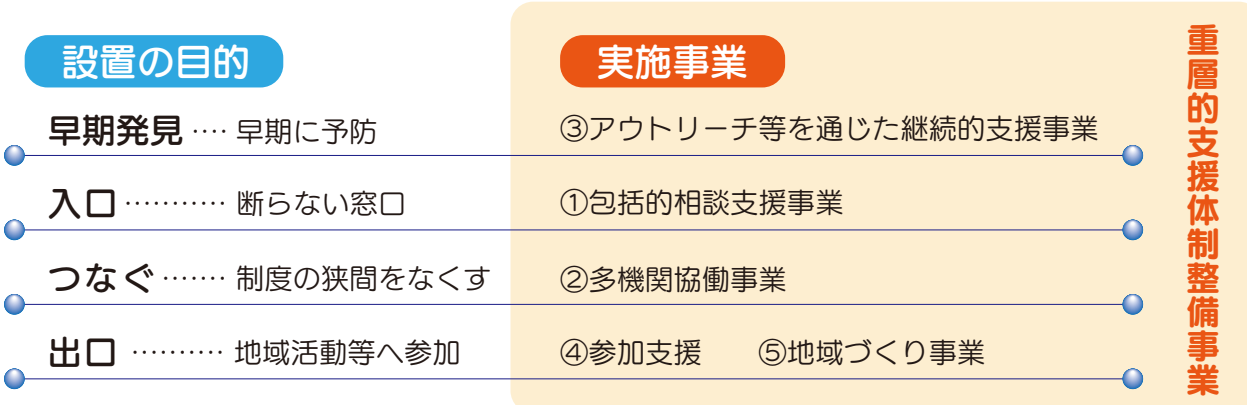 設置の目的
実施事業
早期発見 ‥‥ 早期に予防
③アウトリーチ等を通じた継続的支援事業
入口 ‥‥‥‥‥‥ 断らない窓口
①包括的相談支援事業
つなぐ ‥‥‥‥ 制度の狭間をなくす
②多機関協働事業
出口 ‥‥‥‥‥ 地域活動等へ参加
④参加支援 ⑤地域づくり事業
重層的支援体制整備事業